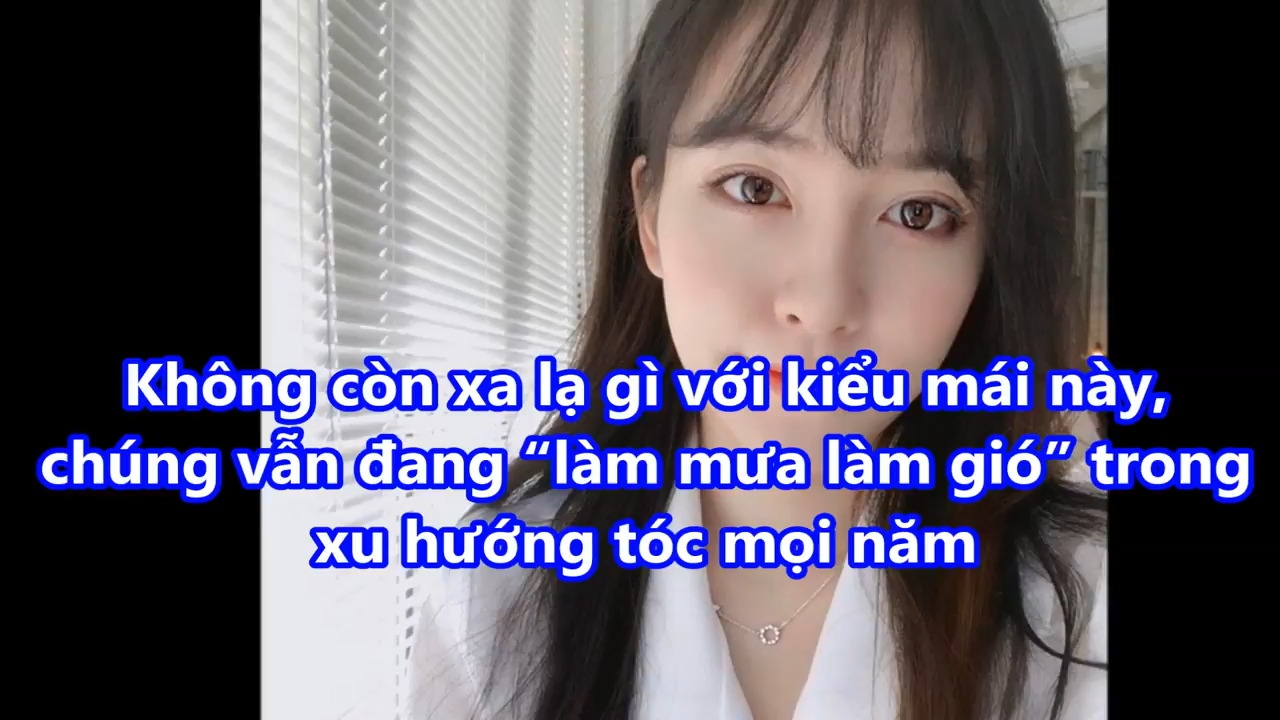 Không còn xa lạ gì với kiểu mái này,
chúng vẫn đang “làm mưa làm gió” trong
xu hướng tóc mọi năm